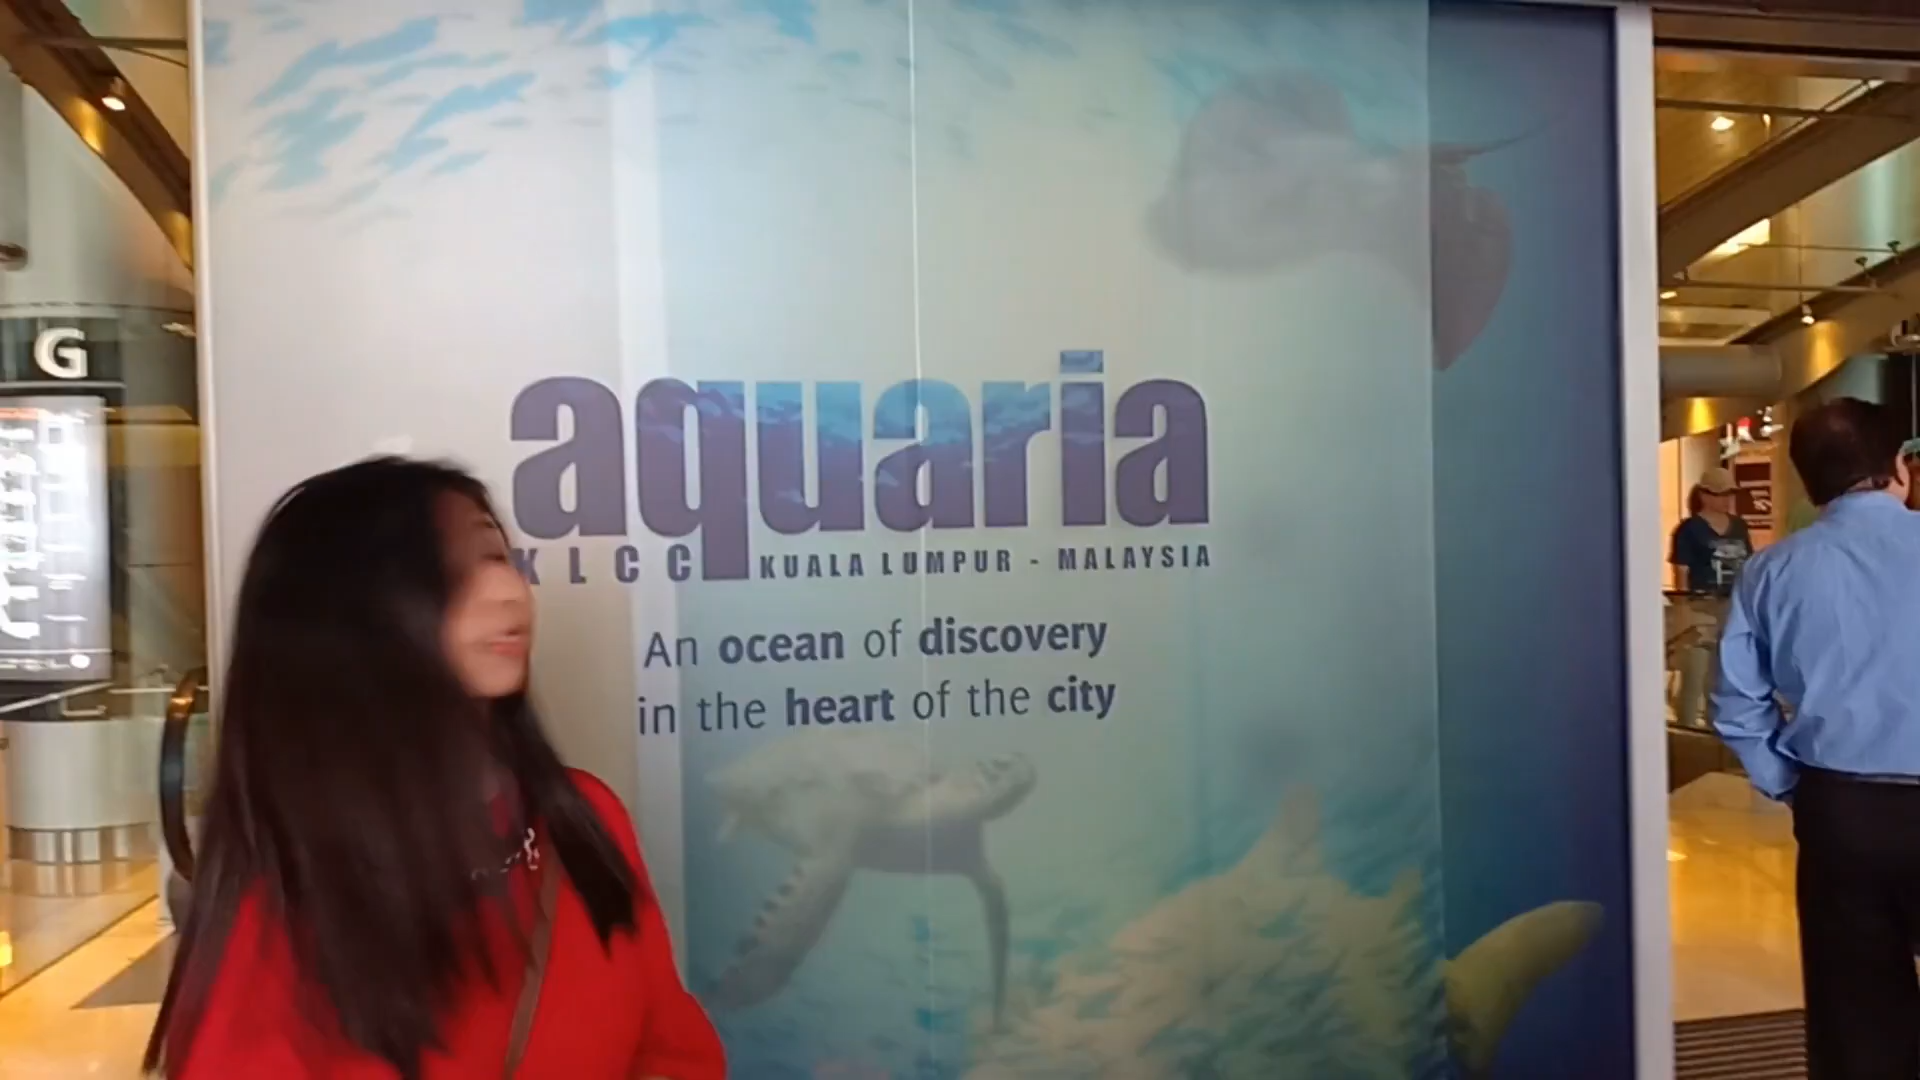 G
aquaria
KLCC KUALA LUMPUR - MALAYSIA
An ocean of discovery
in the heart of the city